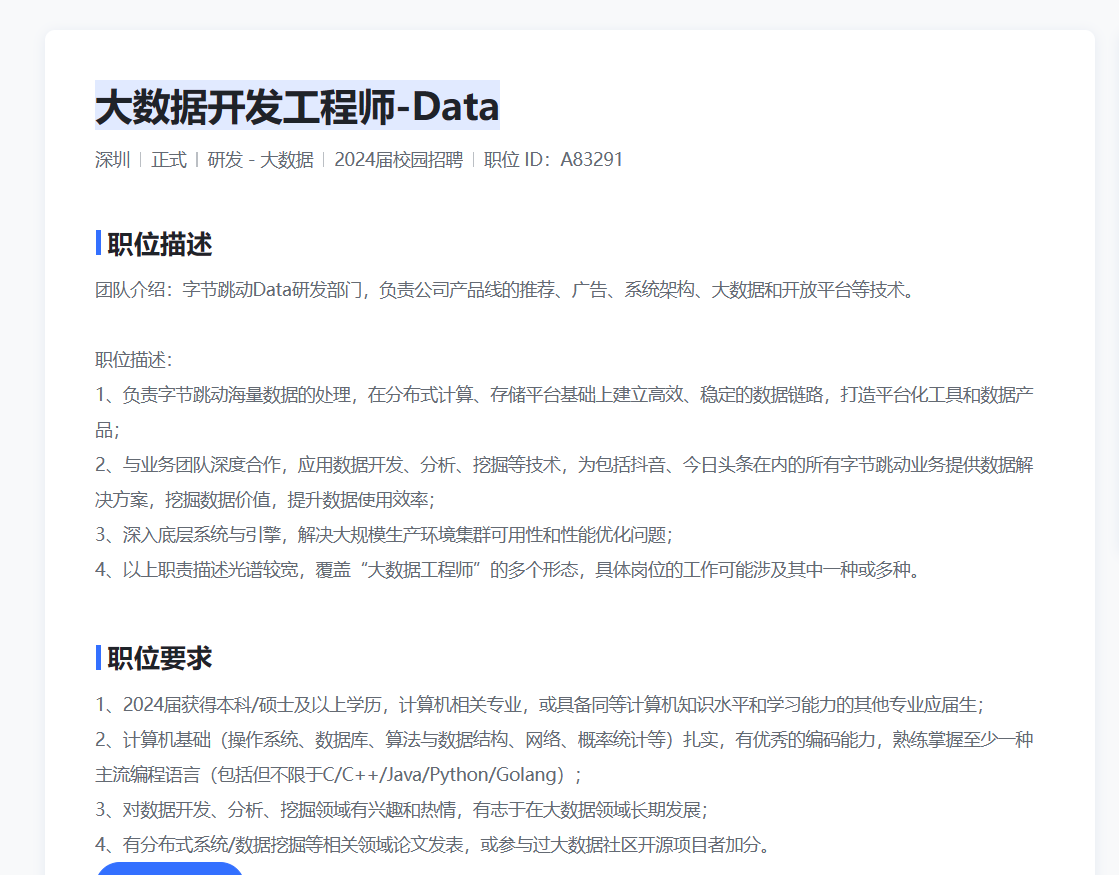 大数据开发工程师-Data
深圳 | 正式 | 研发 - 大数据 | 2024届校园招聘 | 职位 ID：A83291
职位描述
团队介绍：字节跳动Data研发部门，负责公司产品线的推荐、广告、系统架构、大数据和开放平台等技术。
职位描述：
1、负责字节跳动海量数据的处理，在分布式计算、存储平台基础上建立高效、稳定的数据链路，打造平台化工具和数据产
品；
2、与业务团队深度合作，应用数据开发、分析、挖掘等技术，为包括抖音、今日头条在内的所有字节跳动业务提供数据解
决方案，挖掘数据价值，提升数据使用效率；
3、深入底层系统与引擎，解决大规模生产环境集群可用性和性能优化问题；
4、以上职责描述光谱较宽，覆盖“大数据工程师”的多个形态，具体岗位的工作可能涉及其中一种或多种。
职位要求
1、2024届获得本科/硕士及以上学历，计算机相关专业，或具备同等计算机知识水平和学习能力的其他专业应届生；
2、计算机基础（操作系统、数据库、算法与数据结构、网络、概率统计等）扎实，有优秀的编码能力，熟练掌握至少一种
主流编程语言（包括但不限于C/C++/Java/Python/Golang）；
3、对数据开发、分析、挖掘领域有兴趣和热情，有志于在大数据领域长期发展；
4、有分布式系统/数据挖掘等相关领域论文发表，或参与过大数据社区开源项目者加分。